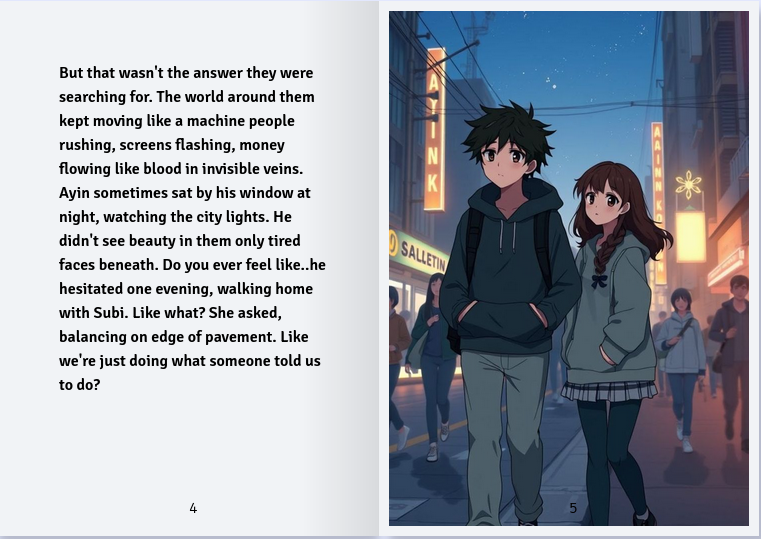 But that wasn't the answer they were
searching for. The world around them
kept moving like a machine people
rushing, screens flashing, money
flowing like blood in invisible veins.
Ayin sometimes sat by his window at
night, watching the city lights. He
didn't see beauty in them only tired
faces beneath. Do you ever feel like..he
hesitated one evening, walking home
with Subi. Like what? She asked,
balancing on edge of pavement. Like
we're just doing what someone told us
to do?
4
AYINK
SALLETIN
5